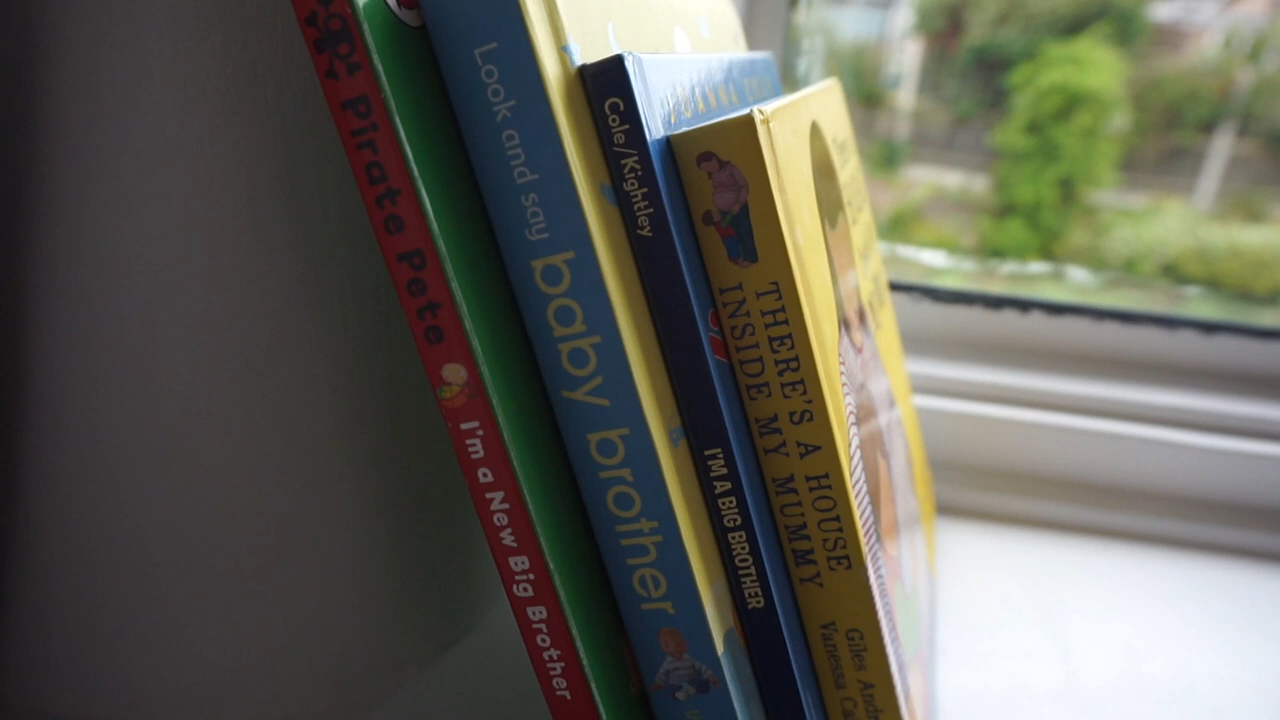 Pirate Pete
I'm a New Big Brother
Look and say
baby brother
Cole/Kightley
I'M A BIG BROTHER
THERE'S A HOUSE
INSIDE MY MUMMY
Giles
Vanessa